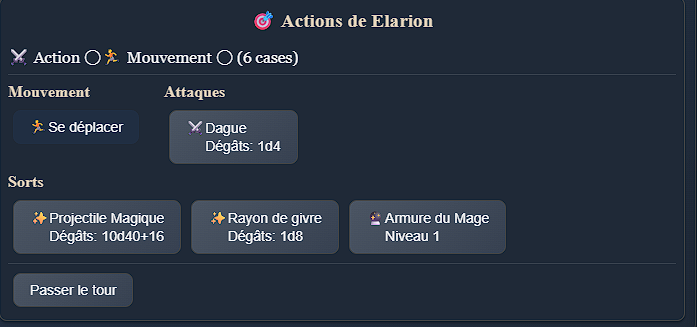 Actions de Elarion
Action Mouvement (6 cases)
Mouvement Attaques
Se déplacer
Dague
Dégâts: 1d4
Sorts
Projectile Magique
Dégâts: 10d40+16
Rayon de givre
Dégâts: 1d8
Armure du Mage
Niveau 1
Passer le tour